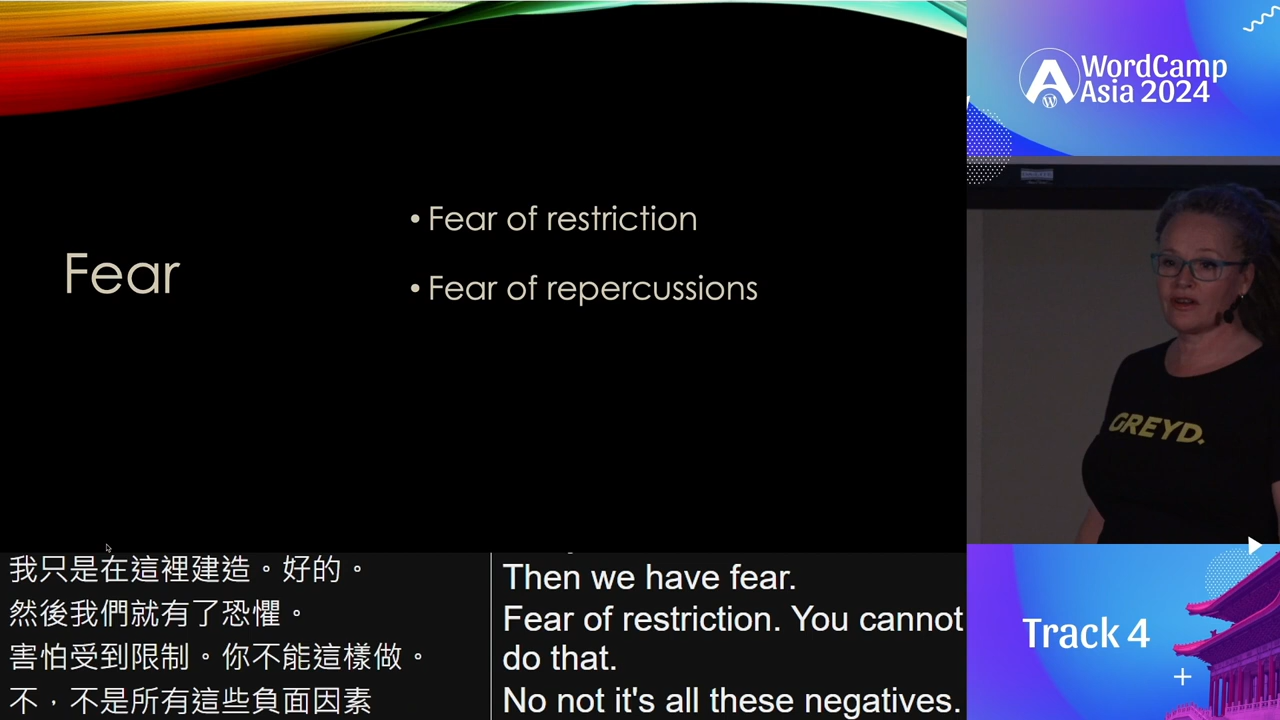 Fear
• Fear of restriction
• Fear of repercussions
WordCamp
Asia 2024
GREYD.
Track 4
我只是在這裡建造。好的。
然後我們就有了恐懼。
害怕受到限制。你不能這樣做。
不，不是所有這些負面因素
Then we have fear.
Fear of restriction. You cannot
do that.
No not it's all these negatives.